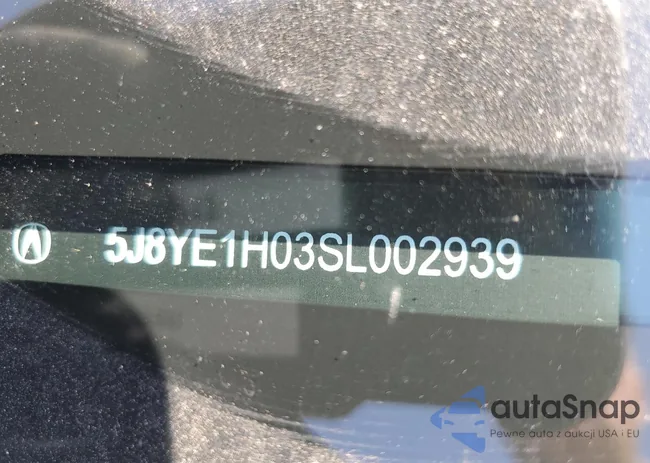 5J8YE1H03SL002939
autaSnap
Pewne auta z aukcji USA i EU